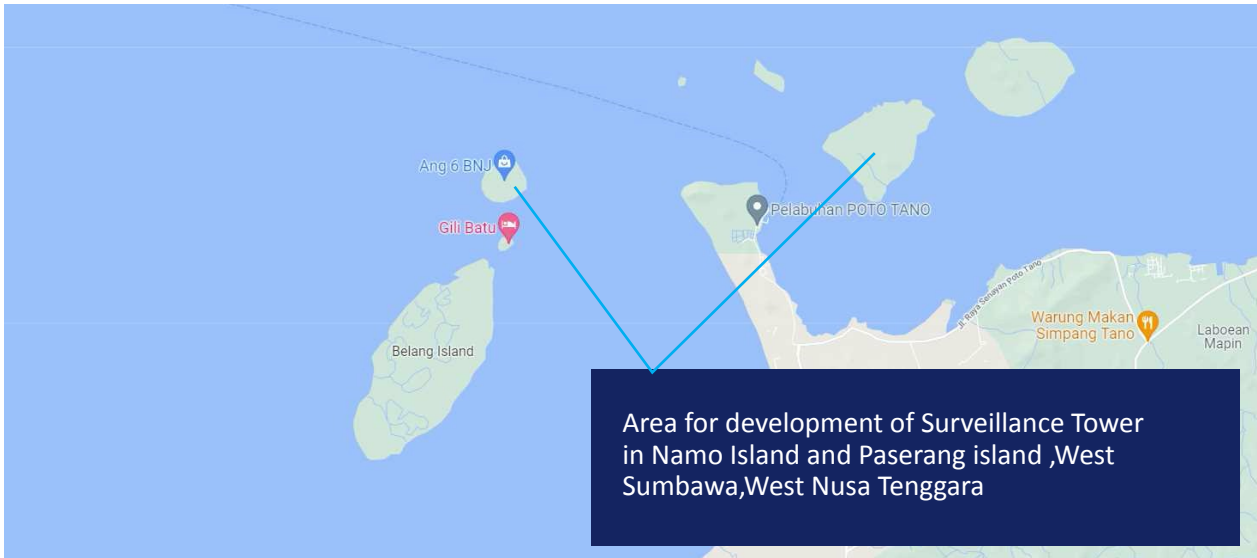 Ang 6 BNJ
Pelabuhan POTO TANO
Gili Batu
Jl. Raya Senayan Poto Tano
Warung Makan
Simpang Tano
Laboean
Mapin
Belang Island
Area for development of Surveillance Tower
in Namo Island and Paserang island ,West
Sumbawa,West Nusa Tenggara